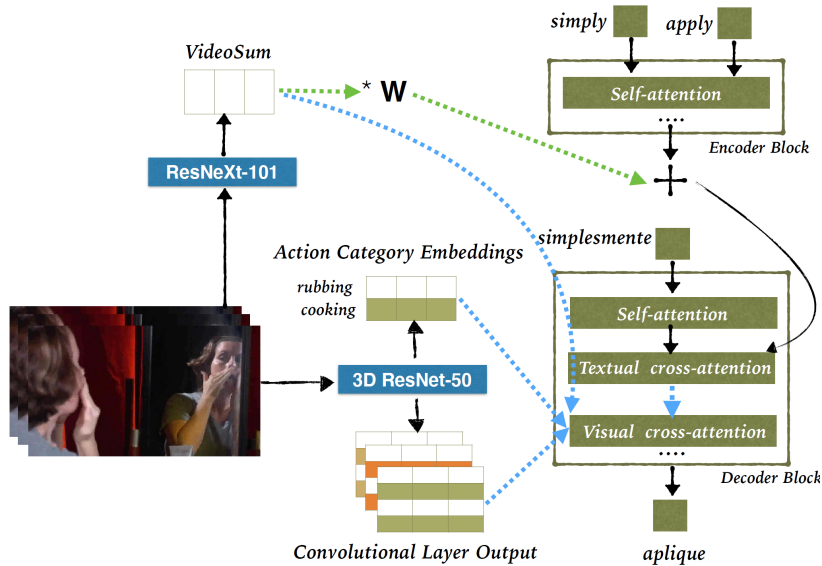 simply apply
VideoSum
* W
Self-attention
....
Encoder Block
ResNeXt-101
+
simplesmente
Action Category Embeddings
rubbing
cooking
Self-attention
3D ResNet-50
Textual cross-attention
Visual cross-attention
....
Decoder Block
Convolutional Layer Output
aplique